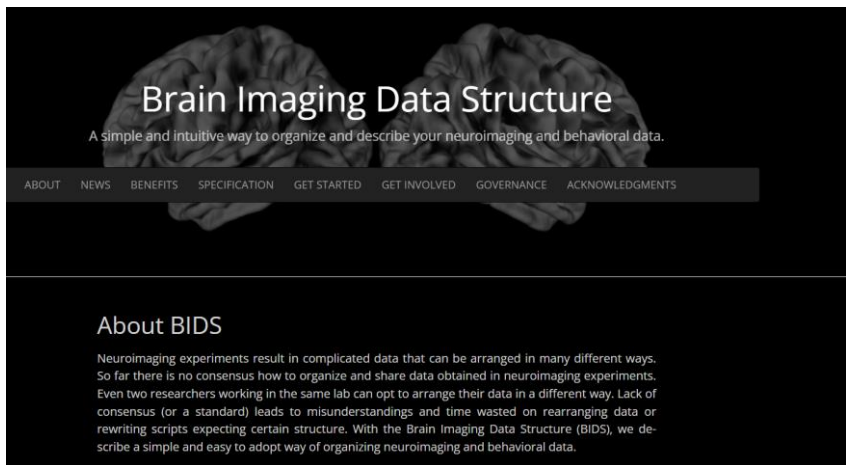 Brain Imaging Data Structure
A simple and intuitive way to organize and describe your neuroimaging and behavioral data.
ABOUT NEWS BENEFITS SPECIFICATION GET STARTED GET INVOLVED GOVERNANCE ACKNOWLEDGMENTS
About BIDS
Neuroimaging experiments result in complicated data that can be arranged in many different ways.
So far there is no consensus how to organize and share data obtained in neuroimaging experiments.
Even two researchers working in the same lab can opt to arrange their data in a different way. Lack of
consensus (or a standard) leads to misunderstandings and time wasted on rearranging data or
rewriting scripts expecting certain structure. With the Brain Imaging Data Structure (BIDS), we de-
scribe a simple and easy to adopt way of organizing neuroimaging and behavioral data.